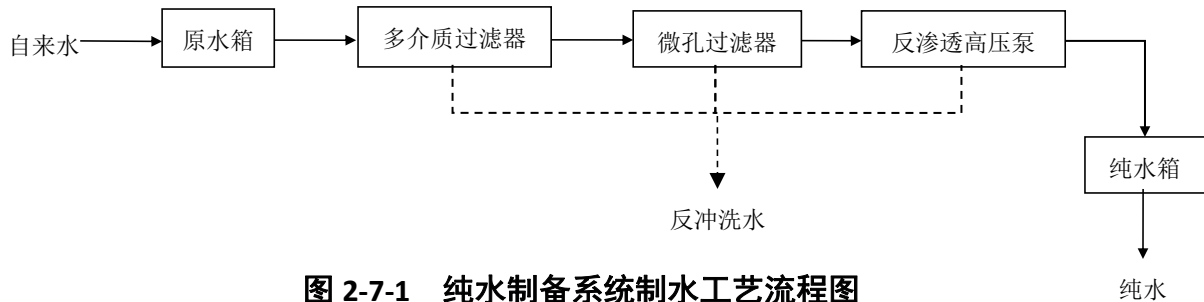 自来水
原水箱
多介质过滤器
微孔过滤器
反渗透高压泵
纯水箱
反冲洗水
纯水
图 2-7-1 纯水制备系统制水工艺流程图